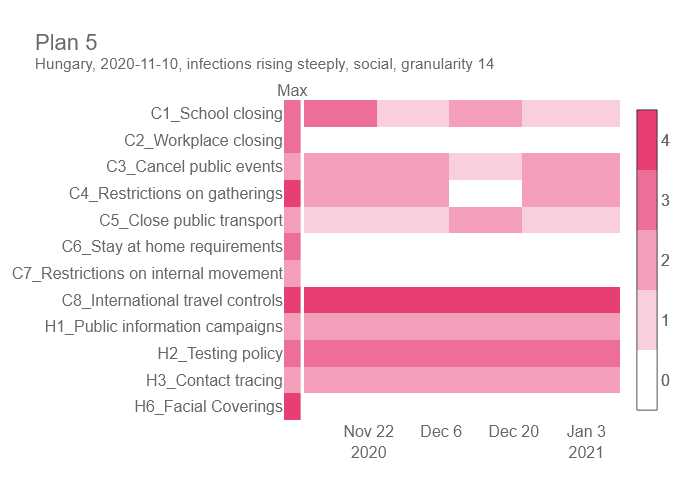 Plan 5
Hungary, 2020-11-10, infections rising steeply, social, granularity 14
Max
C1_School closing
C2_Workplace closing
C3_Cancel public events
C4_Restrictions on gatherings
C5_Close public transport
C6_Stay at home requirements
C7_Restrictions on internal movement
C8_International travel controls
H1_Public information campaigns
H2_Testing policy
H3_Contact tracing
H6_Facial Coverings
4
3
2
1
0
Nov 22 Dec 6 Dec 20 Jan 3
2020 2021